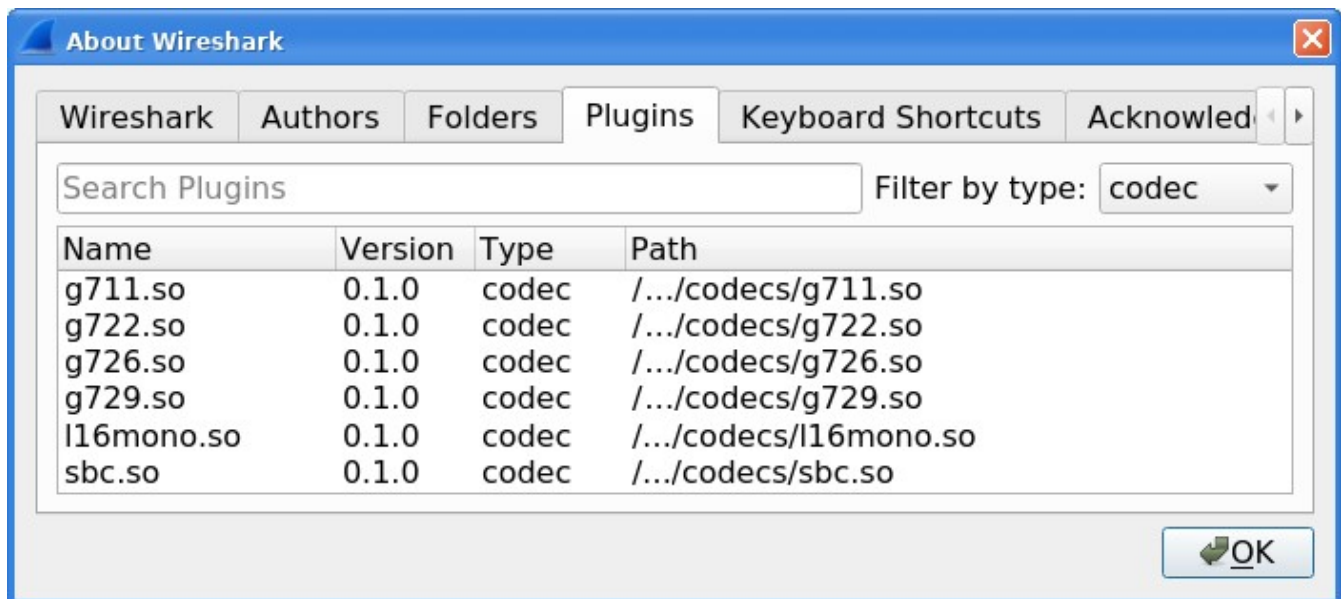 About Wireshark
Wireshark Authors Folders Plugins Keyboard Shortcuts Acknowled
Search Plugins Filter by type: codec
Name Version Type Path
g711.so 0.1.0 codec /.../codecs/g711.so
g722.so 0.1.0 codec /.../codecs/g722.so
g726.so 0.1.0 codec /.../codecs/g726.so
g729.so 0.1.0 codec /.../codecs/g729.so
l16mono.so 0.1.0 codec /.../codecs/l16mono.so
sbc.so 0.1.0 codec /.../codecs/sbc.so
OK